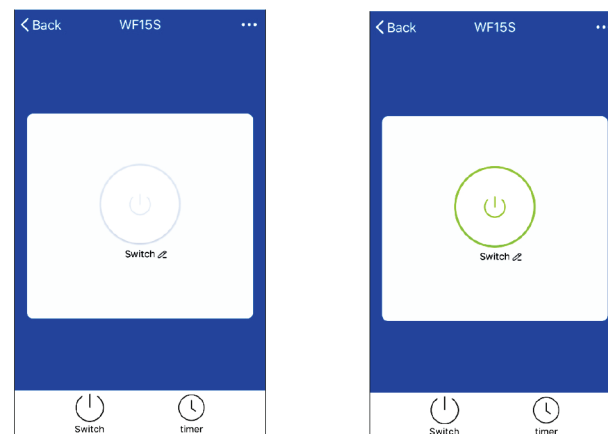 Back WF15S ...
Switch
Switch timer
Back WF15S ..
Switch
Switch timer